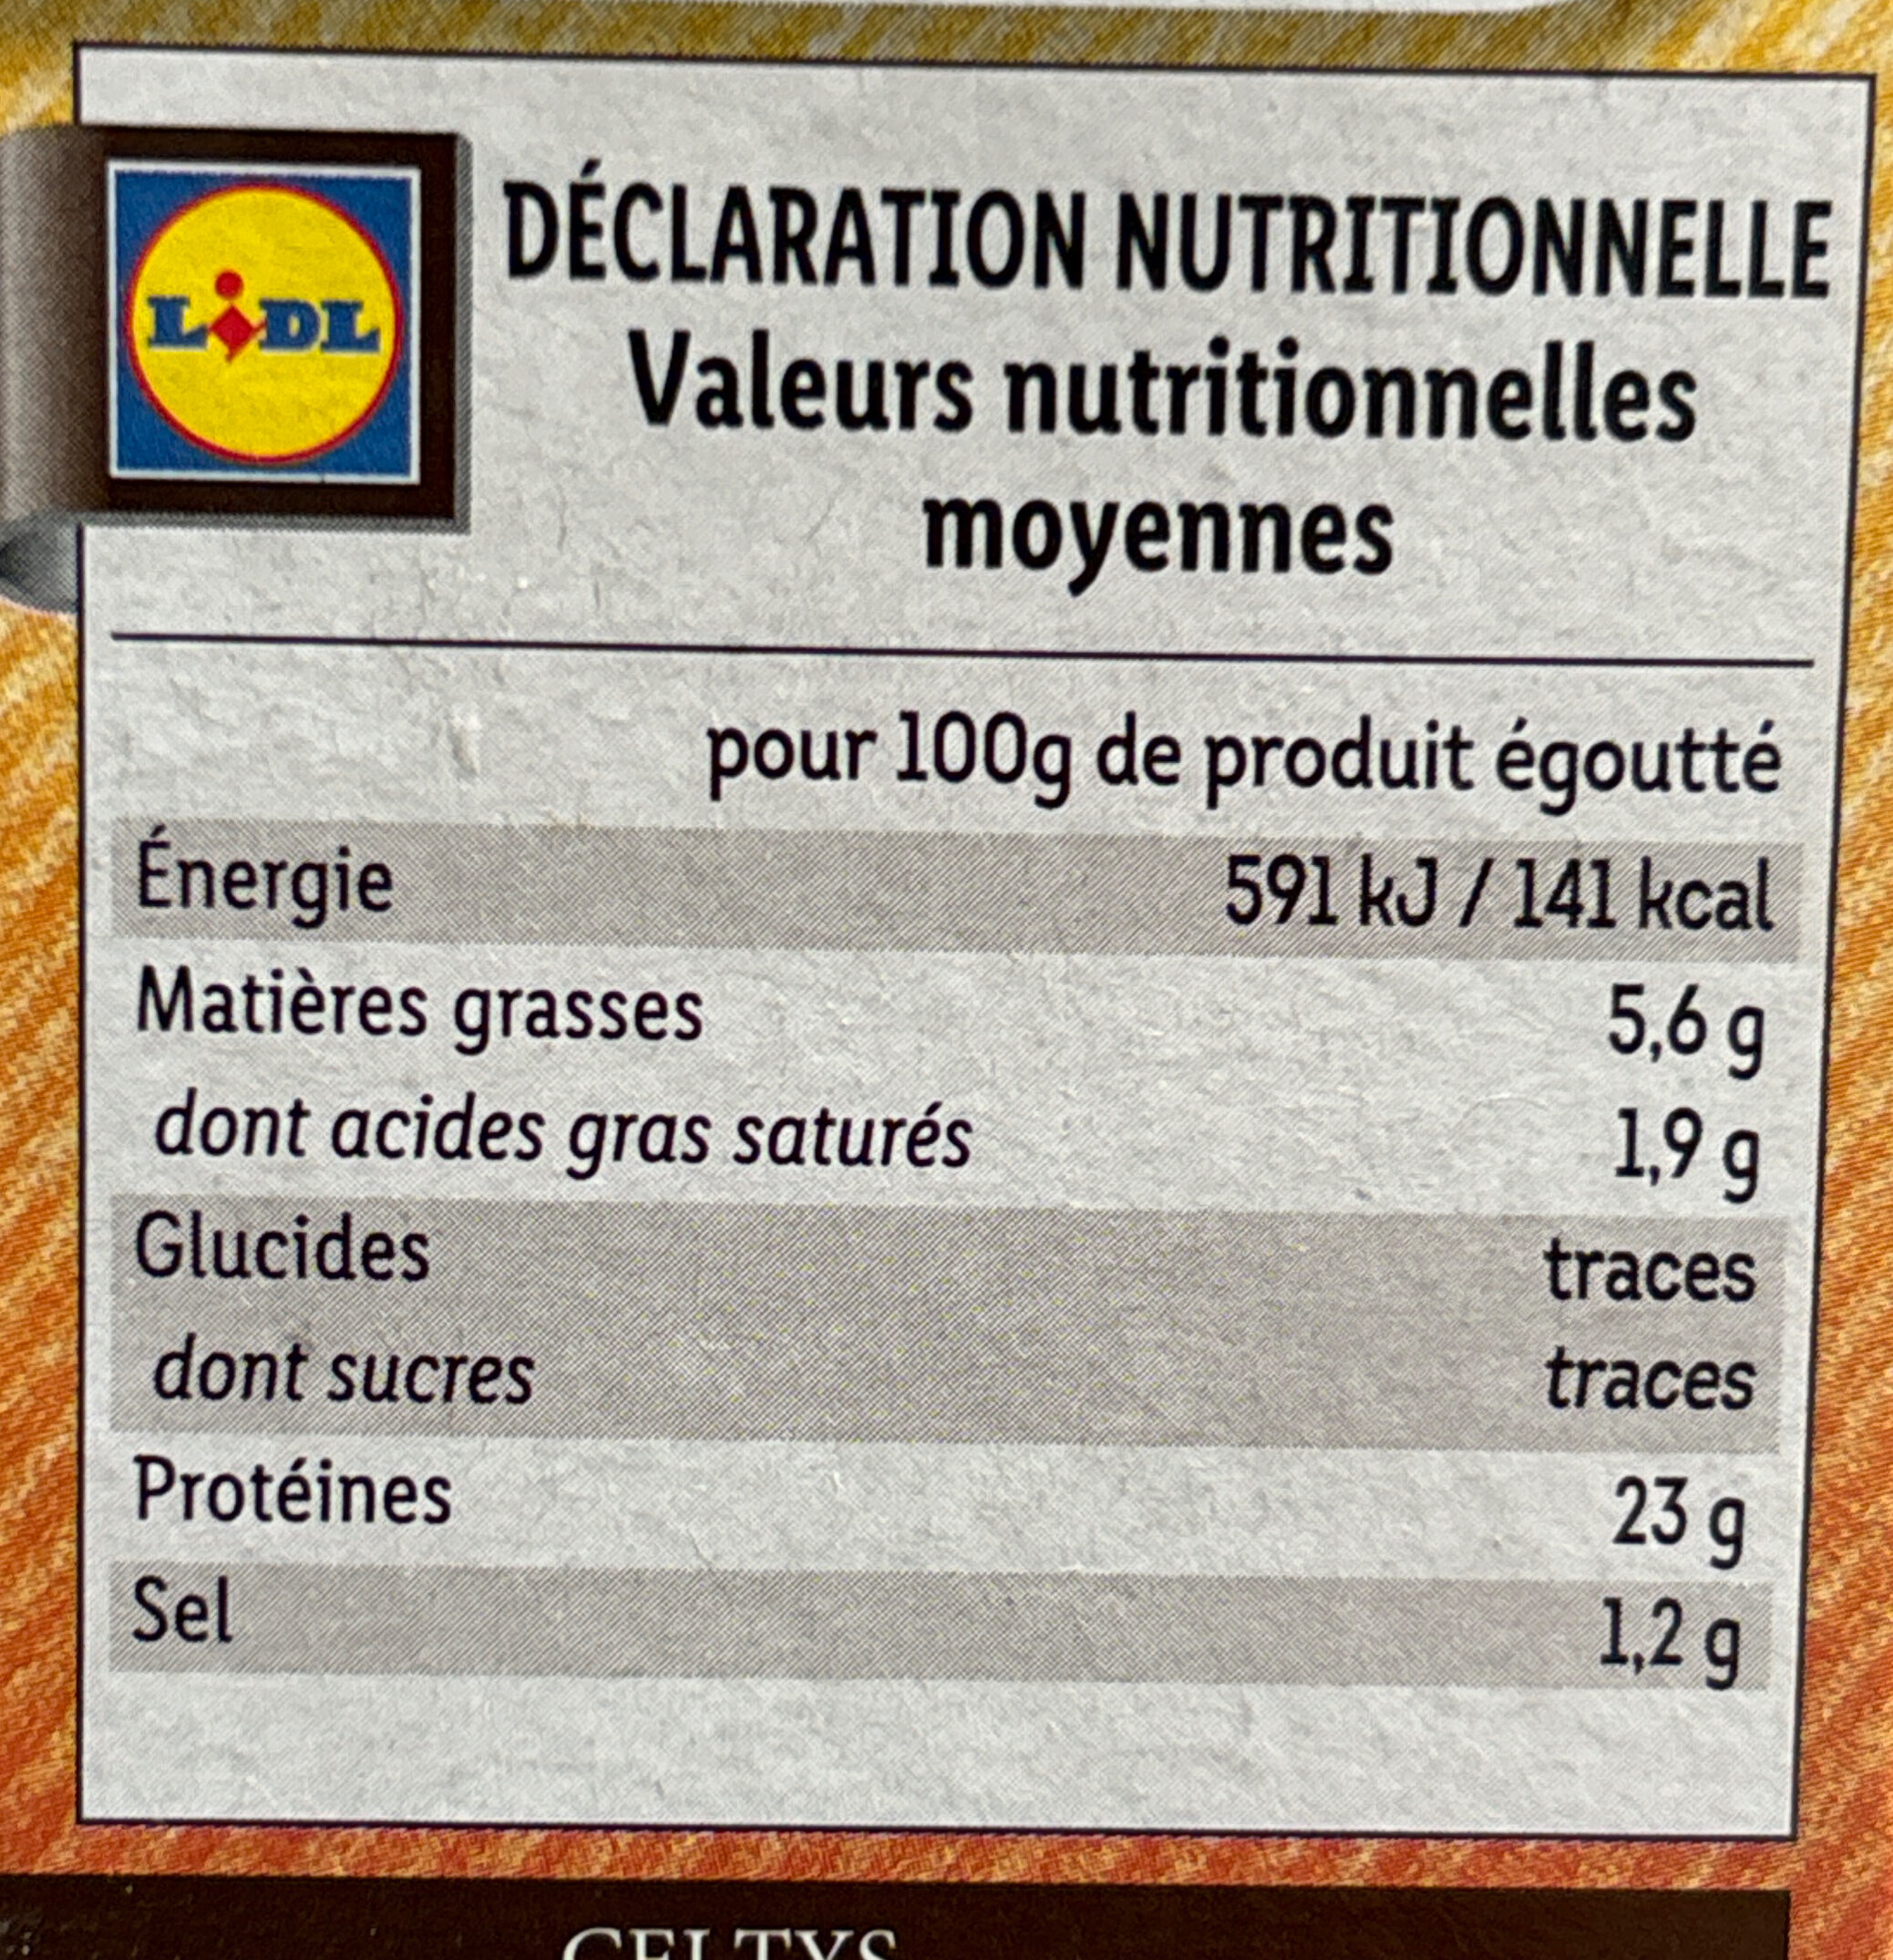 LIDL
DÉCLARATION NUTRITIONNELLE
Valeurs nutritionnelles
moyennes
pour 100g de produit égoutté
Énergie 591 kJ / 141 kcal
Matières grasses 5,6 g
dont acides gras saturés 1,9 g
Glucides traces
dont sucres traces
Protéines 23 g
Sel 1,2 g
CELTYS